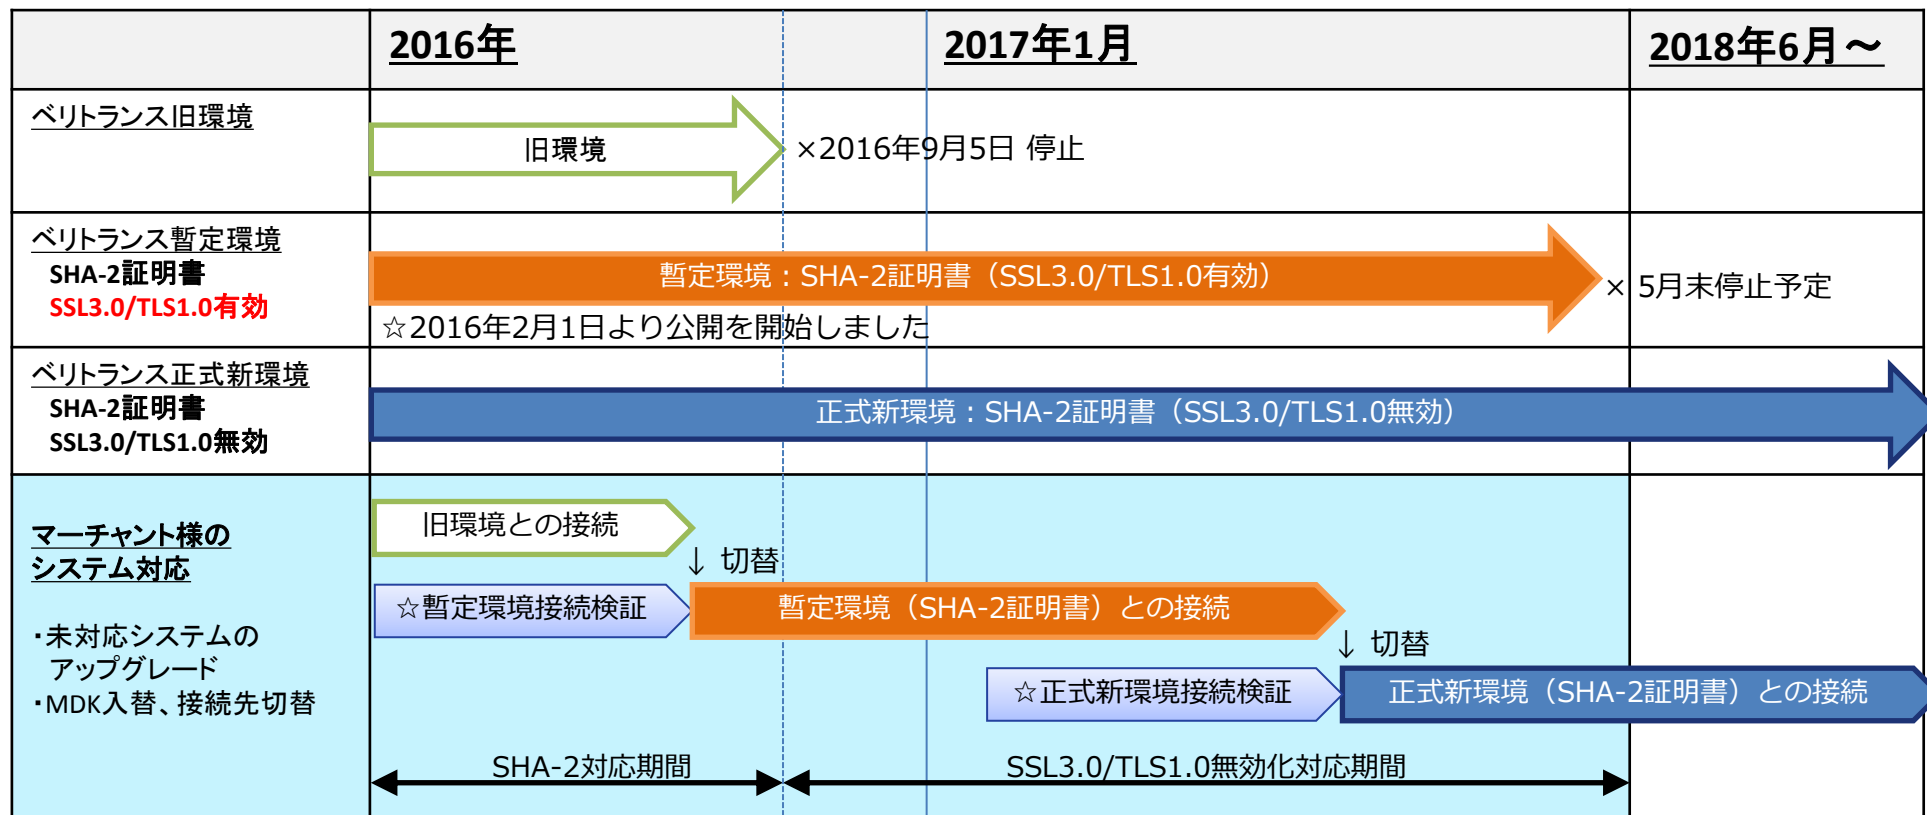 2016年
2017年1月
2018年6月～
ベリトランス旧環境
旧環境
×2016年9月5日 停止
ベリトランス暫定環境
SHA-2証明書
SSL3.0/TLS1.0有効
暫定環境：SHA-2証明書（SSL3.0/TLS1.0有効）
× 5月末停止予定
☆2016年2月1日より公開を開始しました
ベリトランス正式新環境
SHA-2証明書
SSL3.0/TLS1.0無効
正式新環境：SHA-2証明書（SSL3.0/TLS1.0無効）
マーチャント様の
システム対応
・未対応システムの
アップグレード
・MDK入替、接続先切替
旧環境との接続
↓ 切替
☆暫定環境接続検証
暫定環境（SHA-2証明書）との接続
↓ 切替
☆正式新環境接続検証
正式新環境（SHA-2証明書）との接続
SHA-2対応期間
SSL3.0/TLS1.0無効化対応期間